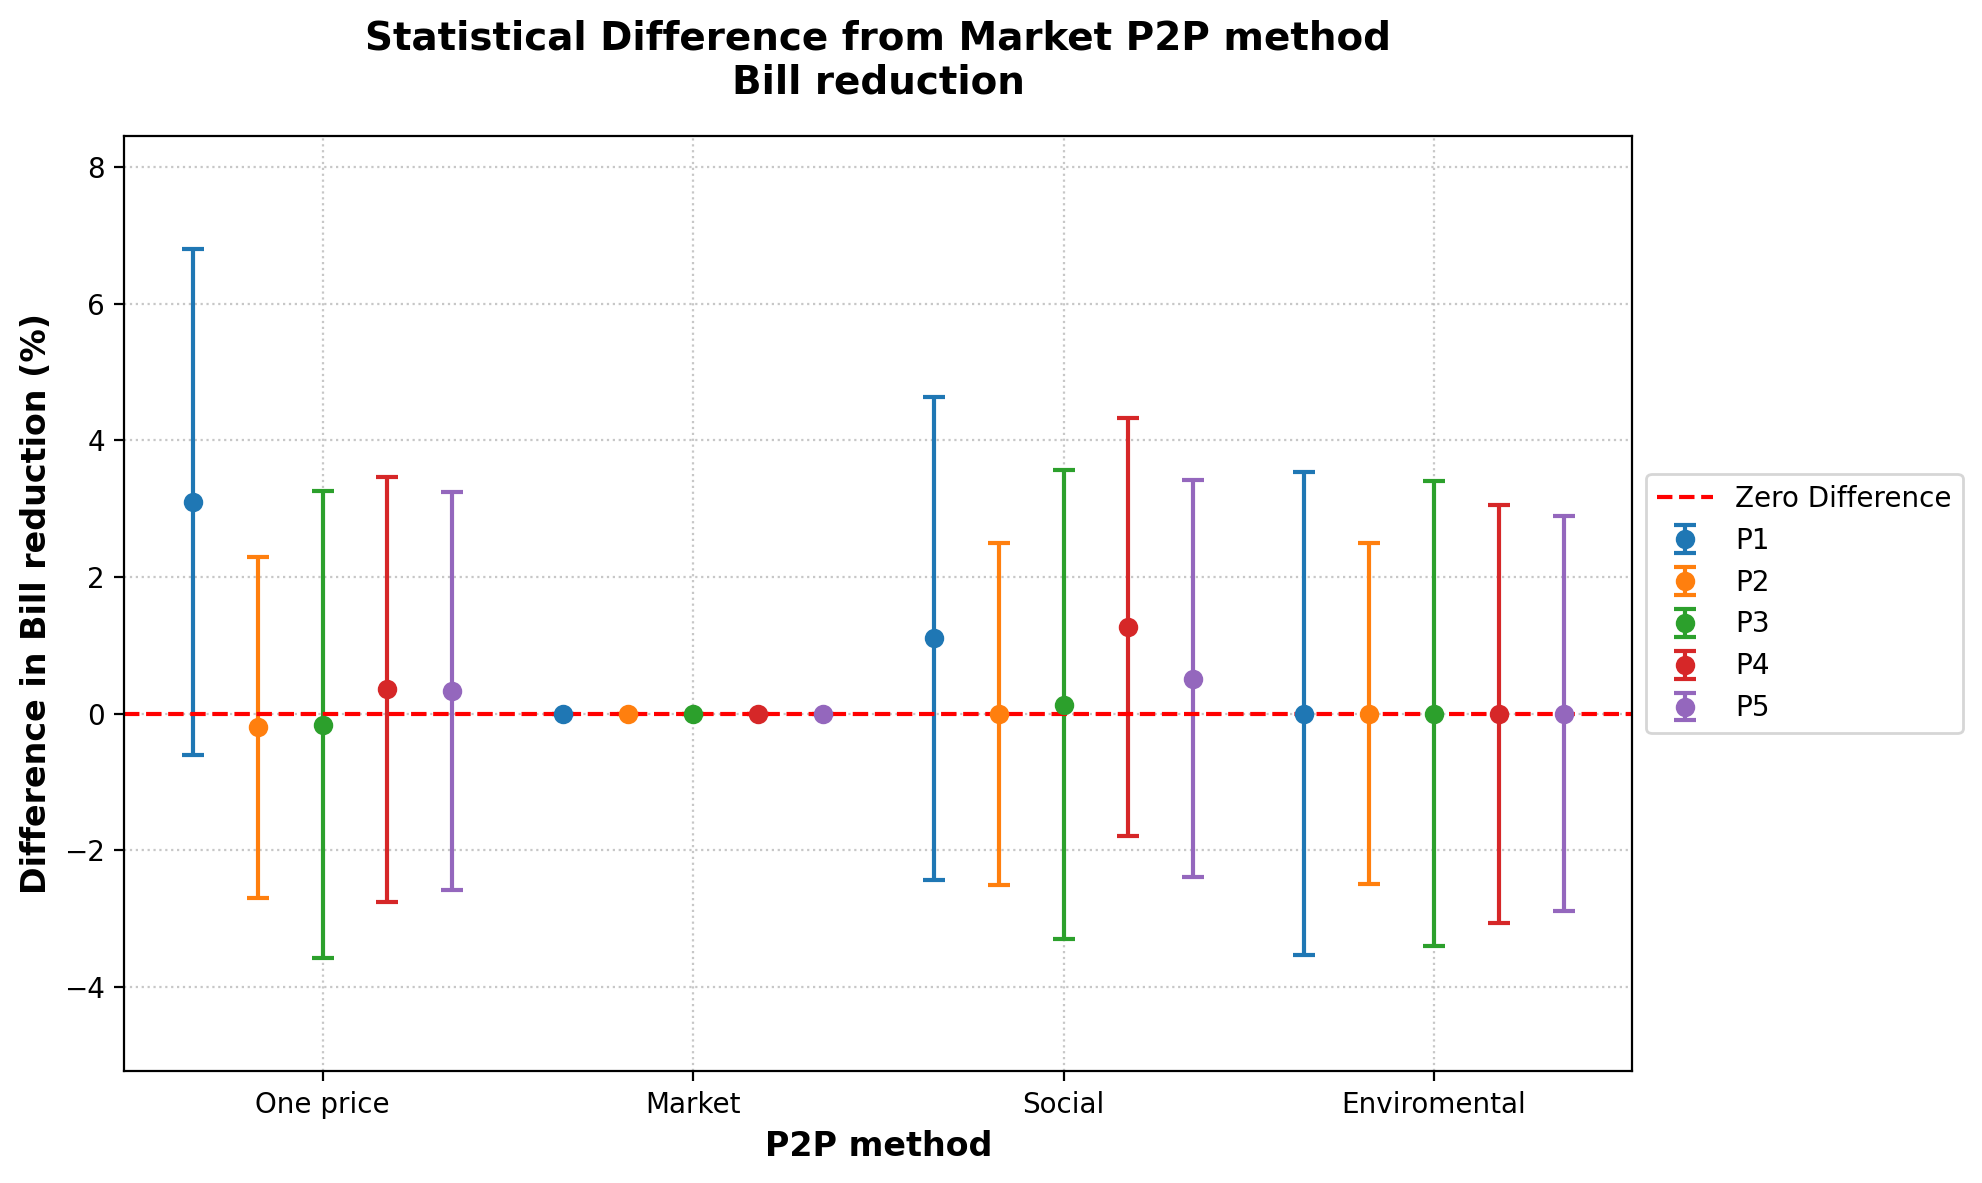 Statistical Difference from Market P2P method
Bill reduction
Difference in Bill reduction (%)
8
6
4
2
0
−2
−4
One price
Market
Social
Enviromental
P2P method
Zero Difference
P1
P2
P3
P4
P5